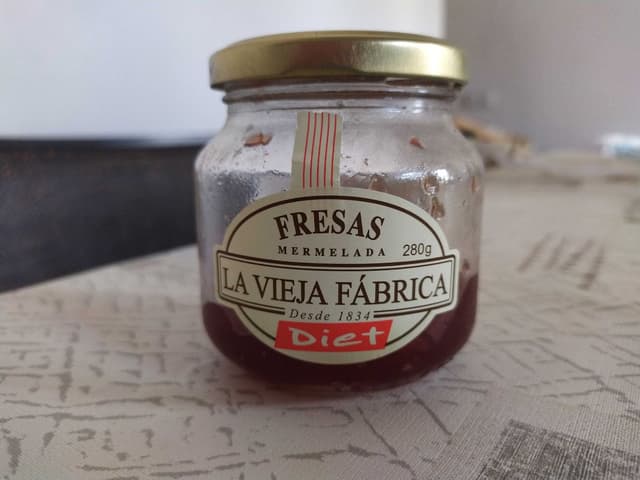 FRESAS
MERMELADA 280g
LA VIEJA FÁBRICA
Desde 1834
Diet